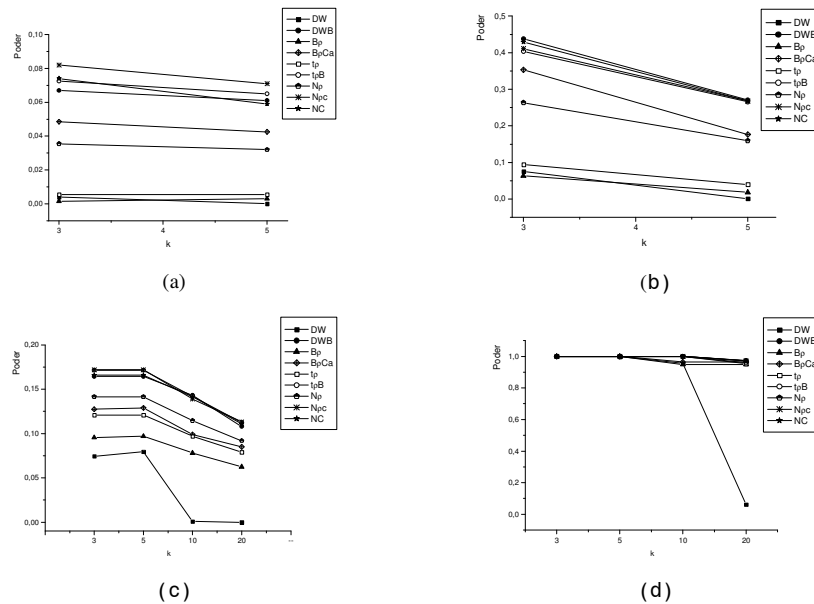 Poder
0,10
0,08
0,06
0,04
0,02
0,00
3
4
5
k
DW
DWB
Bρ
BρCa
tρ
tρB
Nρ
Nρc
NC
(a)
Poder
0,5
0,4
0,3
0,2
0,1
0,0
3
4
5
k
DW
DWB
Bρ
BρCa
tρ
tρB
Nρ
Nρc
NC
(b)
Poder
0,20
0,15
0,10
0,05
0,00
3
5
10
20
--
k
DW
DWB
Bρ
BρCa
tρ
tρB
Nρ
Nρc
NC
(c)
Poder
1,0
0,8
0,6
0,4
0,2
0,0
3
5
10
20
k
DW
DWB
Bρ
BρCa
tρ
tρB
Nρ
Nρc
NC
(d)